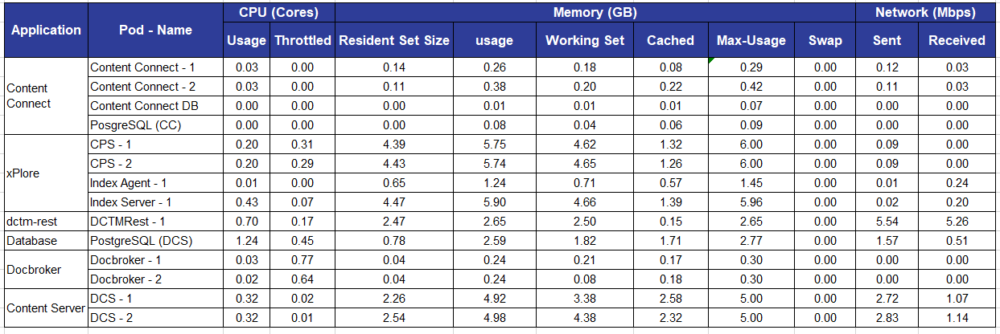 Application Pod - Name CPU (Cores) Memory (GB) Network (Mbps)
Usage Throttled Resident Set Size usage Working Set Cached Max-Usage Swap Sent Received
Content Connect Content Connect - 1 0.03 0.00 0.14 0.26 0.18 0.08 0.29 0.00 0.12 0.03
Content Connect - 2 0.03 0.00 0.11 0.38 0.20 0.22 0.42 0.00 0.11 0.03
Content Connect DB 0.00 0.00 0.00 0.01 0.01 0.01 0.07 0.00 0.00 0.00
PosgreSQL (CC) 0.00 0.00 0.00 0.08 0.04 0.06 0.09 0.00 0.00 0.00
xPlore CPS - 1 0.20 0.31 4.39 5.75 4.62 1.32 6.00 0.00 0.09 0.00
CPS - 2 0.20 0.29 4.43 5.74 4.65 1.26 6.00 0.00 0.09 0.00
Index Agent - 1 0.01 0.00 0.65 1.24 0.71 0.57 1.45 0.00 0.01 0.24
Index Server - 1 0.43 0.07 4.47 5.90 4.66 1.39 5.96 0.00 0.02 0.20
dctm-rest DCTMRest - 1 0.70 0.17 2.47 2.65 2.50 0.15 2.65 0.00 5.54 5.26
Database PostgreSQL (DCS) 1.24 0.45 0.78 2.59 1.82 1.71 2.77 0.00 1.57 0.51
Docbroker Docbroker - 1 0.03 0.77 0.04 0.24 0.21 0.17 0.30 0.00 0.00 0.00
Docbroker - 2 0.02 0.64 0.04 0.24 0.08 0.18 0.30 0.00 0.00 0.00
Content Server DCS - 1 0.32 0.02 2.26 4.92 3.38 2.58 5.00 0.00 2.72 1.07
DCS - 2 0.32 0.01 2.54 4.98 4.38 2.32 5.00 0.00 2.83 1.14